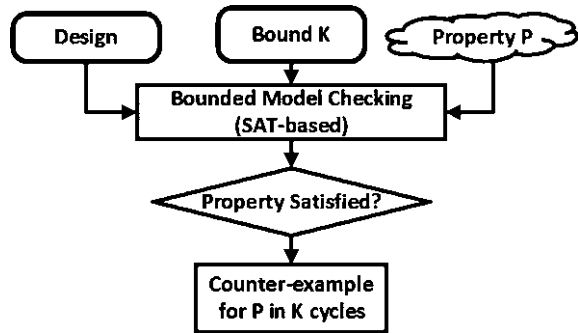 Design
Bound K
Property P
Bounded Model Checking
(SAT-based)
Property Satisfied?
Counter-example
for P in K cycles